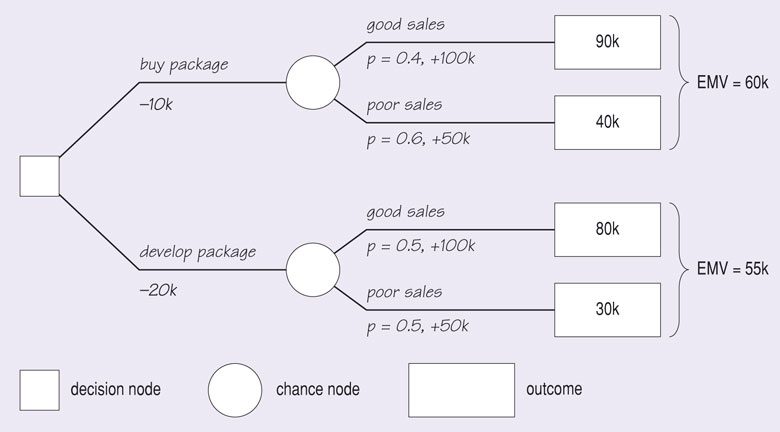 good sales
p = 0.4, +100k
90k
buy package
–10k
EMV = 60k
poor sales
p = 0.6, +50k
40k
good sales
p = 0.5, +100k
80k
develop package
–20k
EMV = 55k
poor sales
p = 0.5, +50k
30k
decision node
chance node
outcome